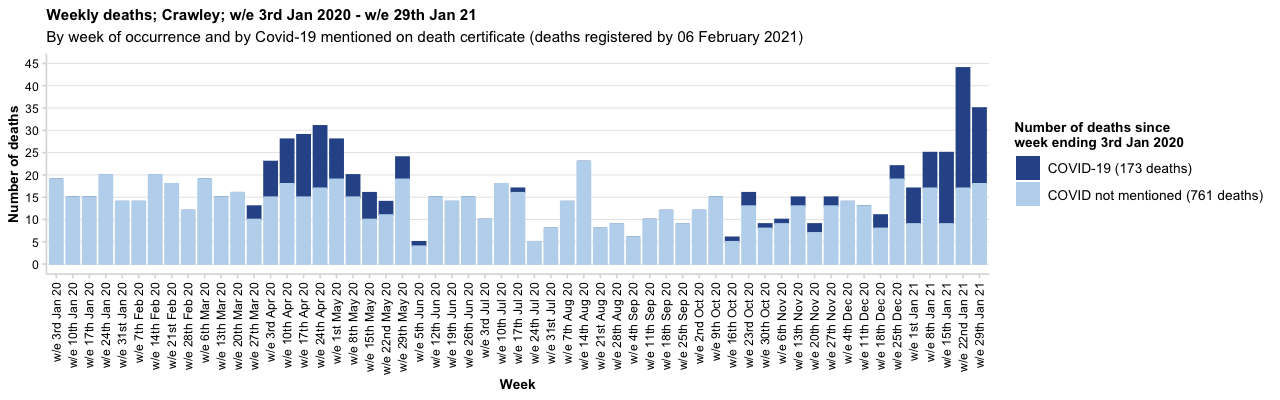 Weekly deaths; Crawley; w/e 3rd Jan 2020 - w/e 29th Jan 21
By week of occurrence and by Covid-19 mentioned on death certificate (deaths registered by 06 February 2021)
Number of deaths
45
40
35
30
25
20
15
10
5
0
w/e 3rd Jan 20
w/e 10th Jan 20
w/e 17th Jan 20
w/e 24th Jan 20
w/e 31st Jan 20
w/e 7th Feb 20
w/e 14th Feb 20
w/e 21st Feb 20
w/e 28th Feb 20
w/e 6th Mar 20
w/e 13th Mar 20
w/e 20th Mar 20
w/e 27th Mar 20
w/e 3rd Apr 20
w/e 10th Apr 20
w/e 17th Apr 20
w/e 24th Apr 20
w/e 1st May 20
w/e 8th May 20
w/e 15th May 20
w/e 22nd May 20
w/e 29th May 20
w/e 5th Jun 20
w/e 12th Jun 20
w/e 19th Jun 20
w/e 26th Jun 20
w/e 3rd Jul 20
w/e 10th Jul 20
w/e 17th Jul 20
w/e 24th Jul 20
w/e 31st Jul 20
w/e 7th Aug 20
w/e 14th Aug 20
w/e 21st Aug 20
w/e 28th Aug 20
w/e 4th Sep 20
w/e 11th Sep 20
w/e 18th Sep 20
w/e 25th Sep 20
w/e 2nd Oct 20
w/e 9th Oct 20
w/e 16th Oct 20
w/e 23rd Oct 20
w/e 30th Oct 20
w/e 6th Nov 20
w/e 13th Nov 20
w/e 20th Nov 20
w/e 27th Nov 20
w/e 4th Dec 20
w/e 11th Dec 20
w/e 18th Dec 20
w/e 25th Dec 20
w/e 1st Jan 21
w/e 8th Jan 21
w/e 15th Jan 21
w/e 22nd Jan 21
w/e 29th Jan 21
Week
Number of deaths since
week ending 3rd Jan 2020
COVID-19 (173 deaths)
COVID not mentioned (761 deaths)